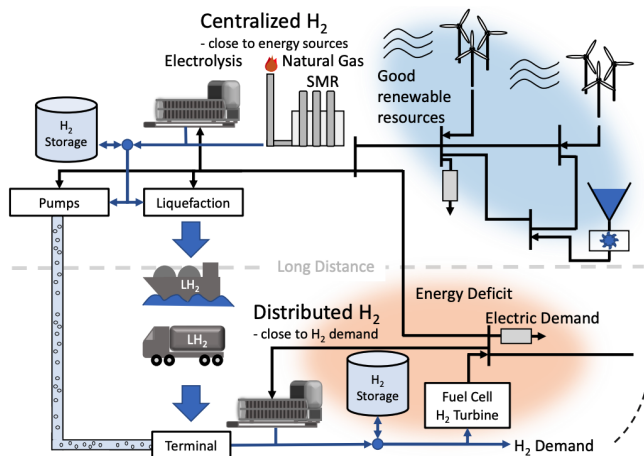 Centralized H₂
- close to energy sources
Electrolysis
Natural Gas
SMR
Good
renewable
resources
H₂
Storage
Pumps
Liquefaction
LH₂
Long Distance
LH₂
Energy Deficit
Distributed H₂
- close to H₂ demand
Electric Demand
H₂
Storage
Fuel Cell
H₂ Turbine
Terminal
H₂ Demand